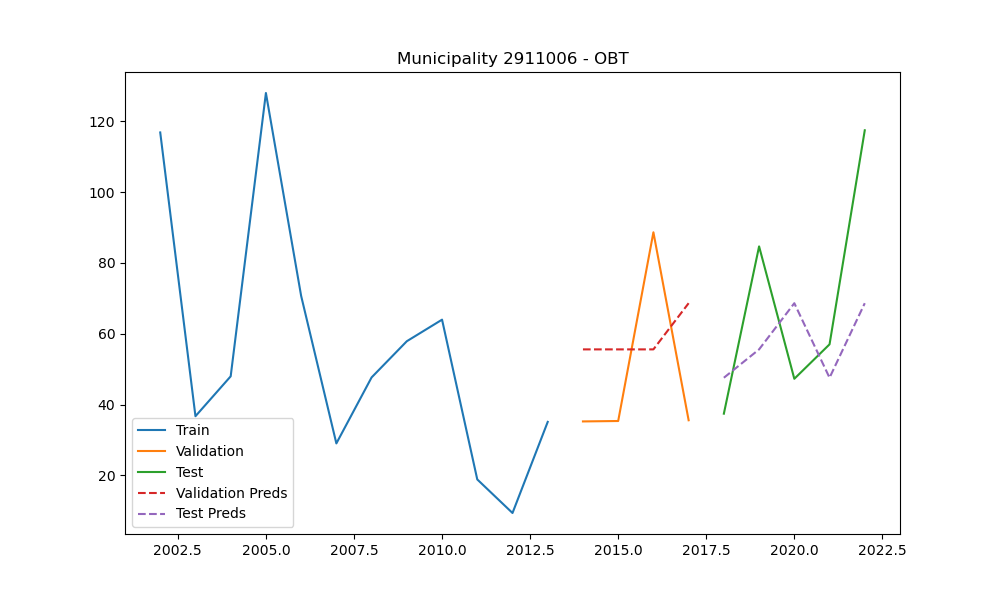 Municipality 2911006 - OBT
120
100
80
60
40
20
Train
Validation
Test
Validation Preds
Test Preds
2002.5 2005.0 2007.5 2010.0 2012.5 2015.0 2017.5 2020.0 2022.5